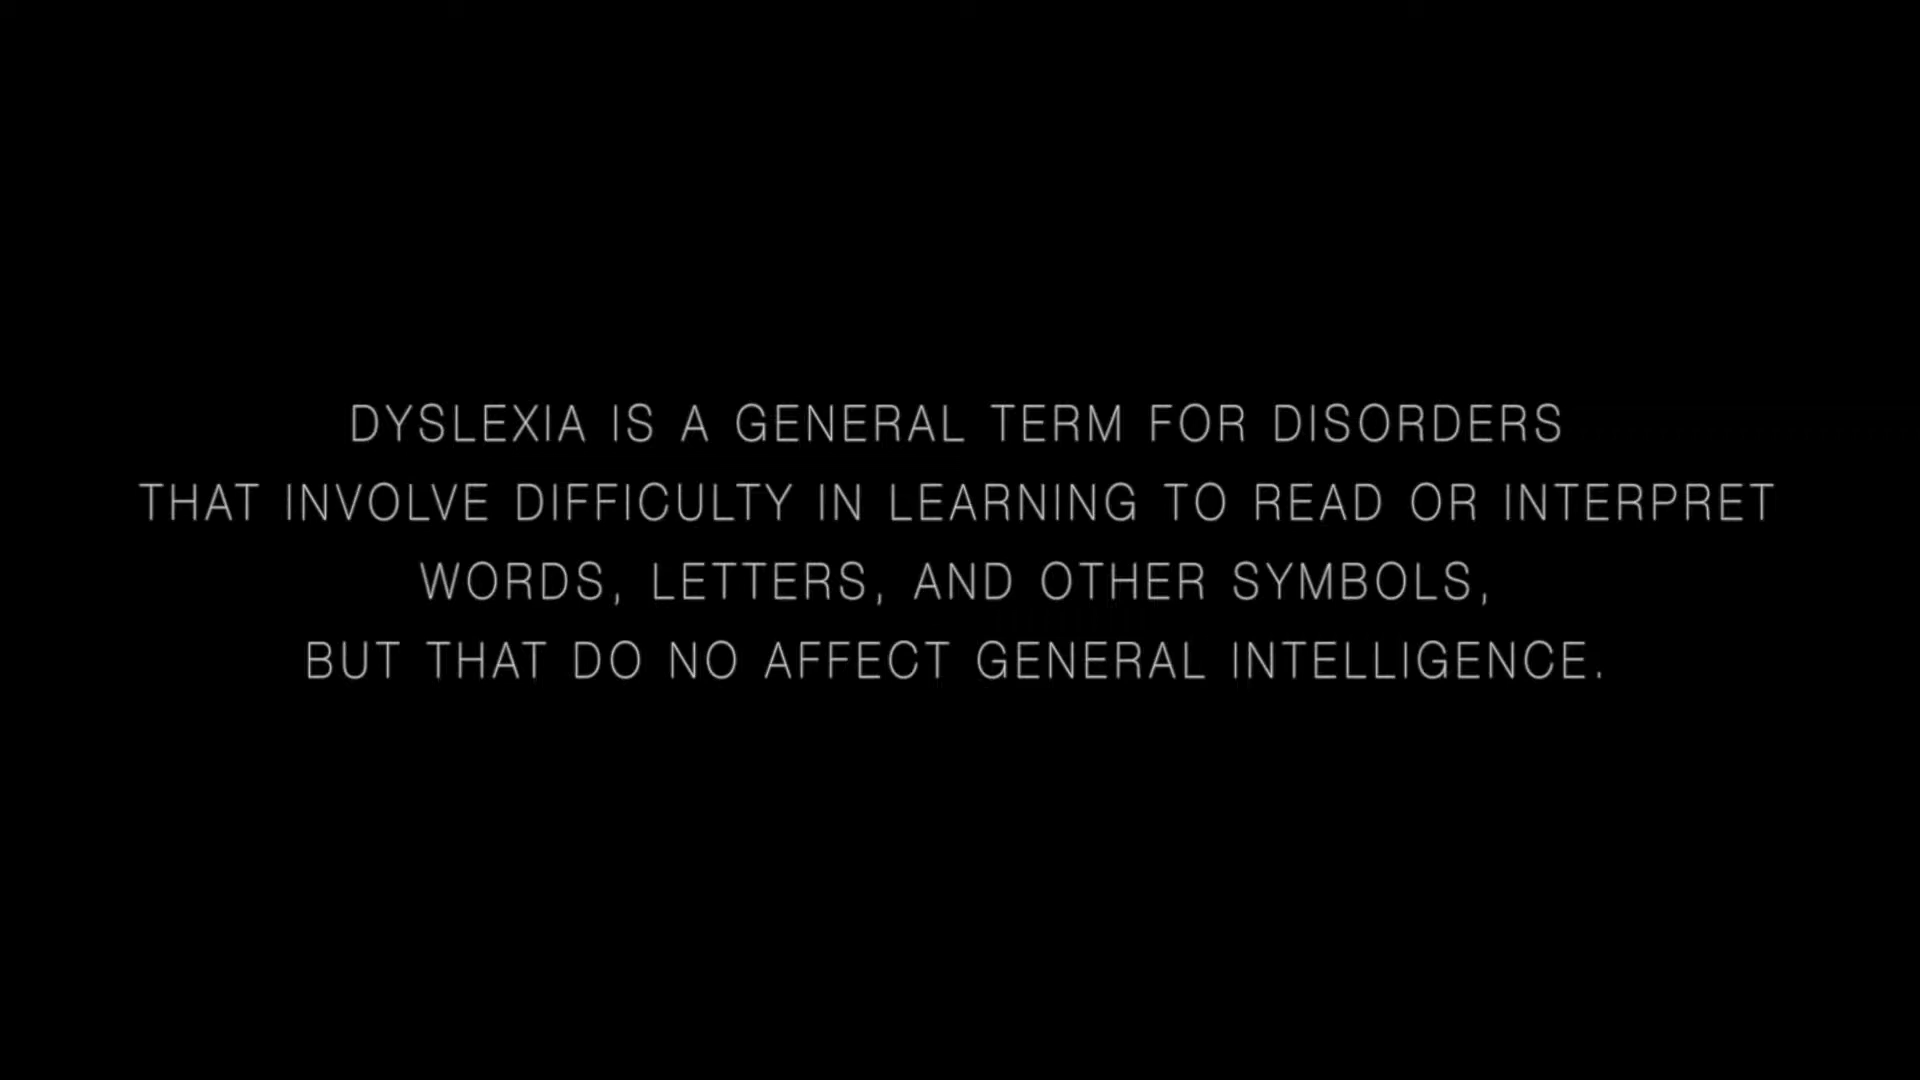 DYSLEXIA IS A GENERAL TERM FOR DISORDERS
THAT INVOLVE DIFFICULTY IN LEARNING TO READ OR INTERPRET
WORDS, LETTERS, AND OTHER SYMBOLS,
BUT THAT DO NO AFFECT GENERAL INTELLIGENCE.